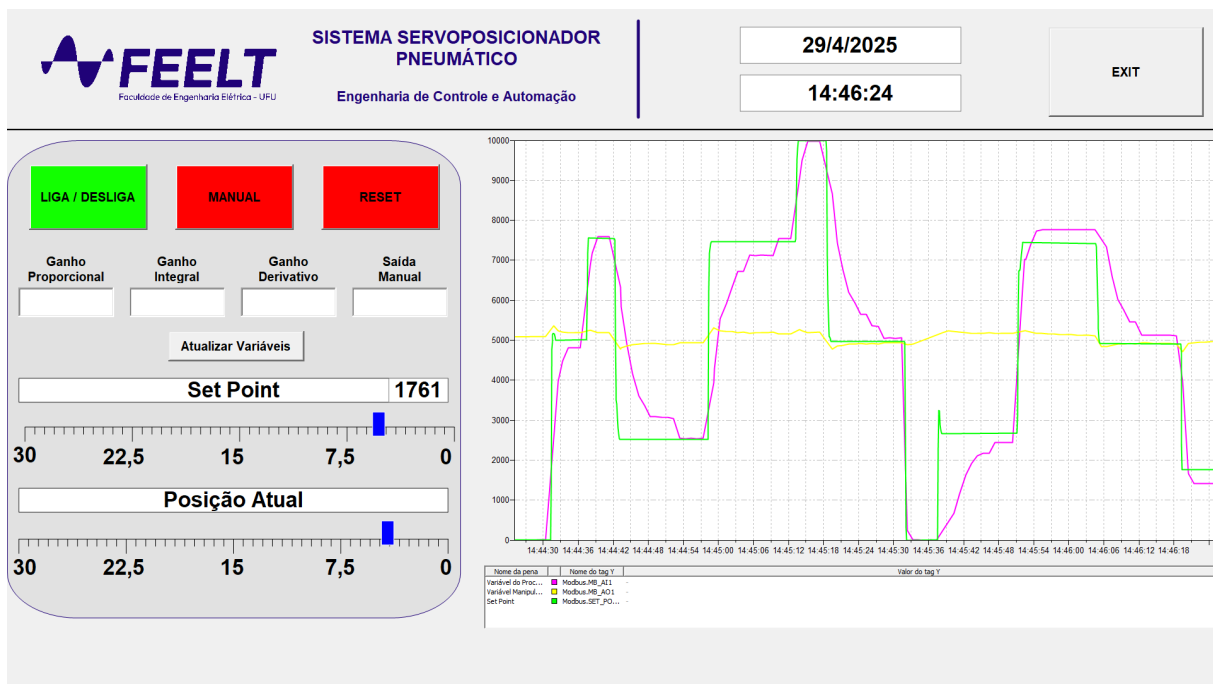 FEELT
Faculdade de Engenharia Elétrica - UFU
SISTEMA SERVOPOSICIONADOR
PNEUMÁTICO
Engenharia de Controle e Automação
29/4/2025
14:46:24
EXIT
LIGA / DESLIGA
MANUAL
RESET
Ganho Proporcional
Ganho Integral
Ganho Derivativo
Saída Manual
Atualizar Variáveis
Set Point 1761
30 22,5 15 7,5 0
Posição Atual
30 22,5 15 7,5 0
10000
9000
8000
7000
6000
5000
4000
3000
2000
1000
0
14:44:30 14:44:36 14:44:42 14:44:48 14:44:54 14:45:00 14:45:06 14:45:12 14:45:18 14:45:24 14:45:30 14:45:36 14:45:42 14:45:48 14:45:54 14:46:00 14:46:06 14:46:12 14:46:18
Nome da pena Nome do tag Y Valor do tag Y
Variável do Proc... Modbus.MB_AI1 -
Variável Manipul... Modbus.MB_AO1 -
Set Point Modbus.SET_PO... -